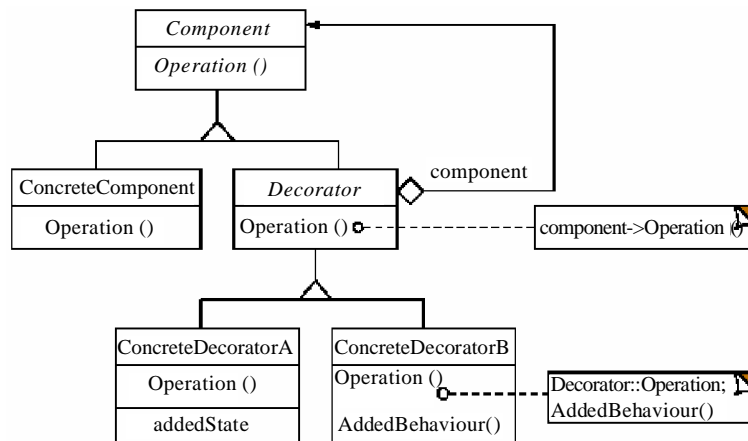 Component
Operation ()
ConcreteComponent
Operation ()
Decorator
Operation ()
component
component->Operation ()
ConcreteDecoratorA
Operation ()
addedState
ConcreteDecoratorB
Operation ()
AddedBehaviour()
Decorator::Operation;
AddedBehaviour()